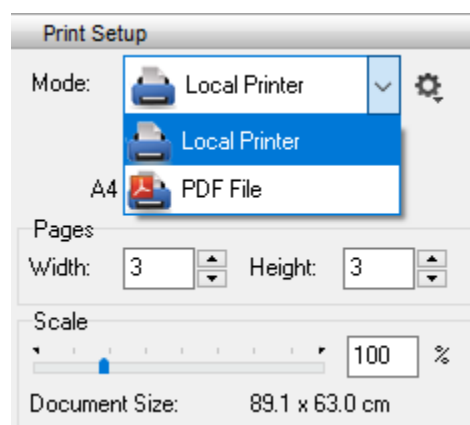 Print Setup
Mode: Local Printer
Local Printer
A4 PDF File
Pages
Width: 3 Height: 3
Scale
100 %
Document Size: 89.1 x 63.0 cm